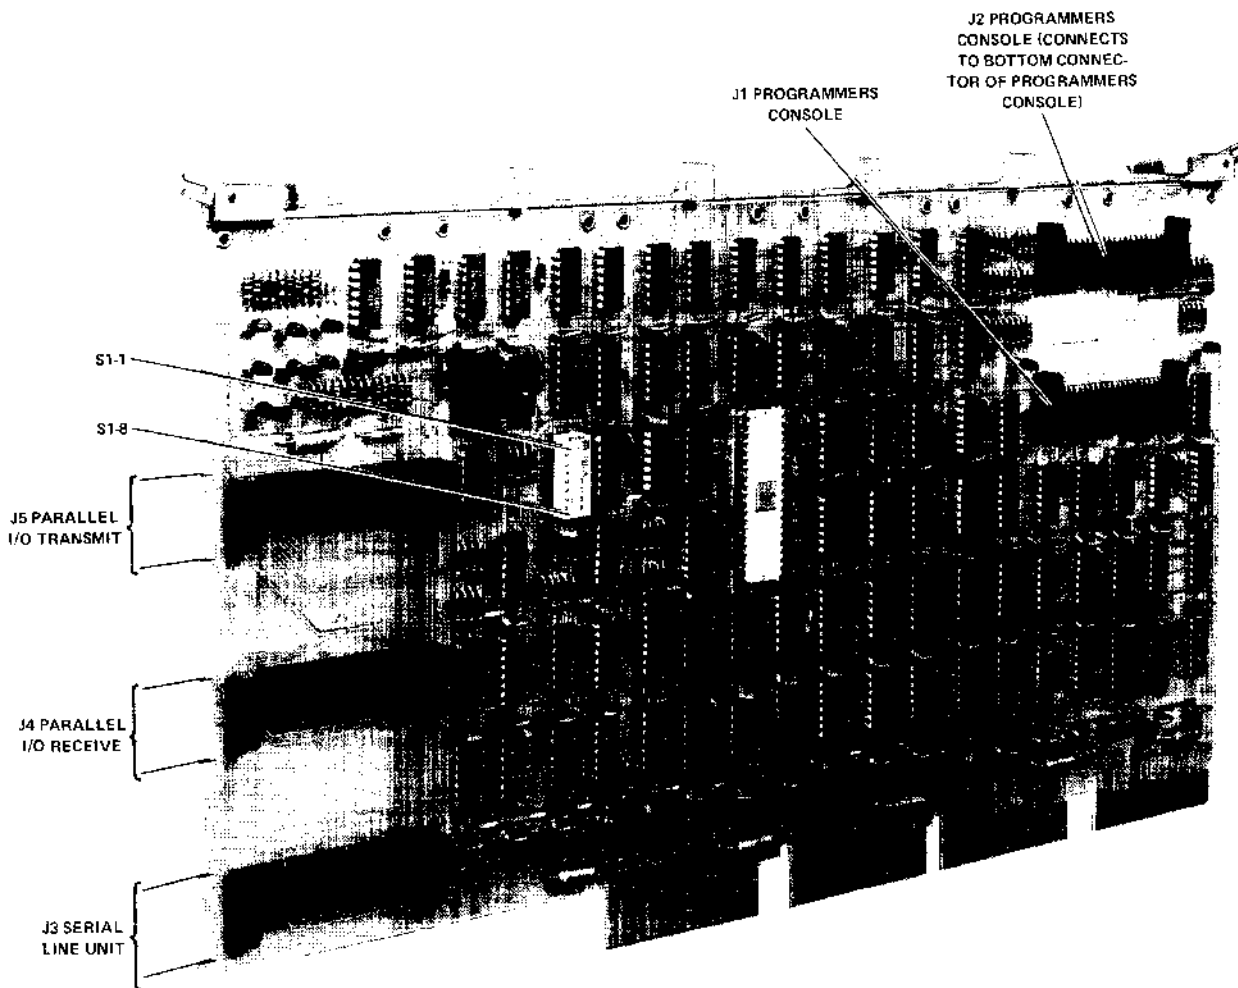 J2 PROGRAMMERS
CONSOLE (CONNECTS
TO BOTTOM CONNEC-
TOR OF PROGRAMMERS
CONSOLE)
J1 PROGRAMMERS
CONSOLE
S1-1
S1-8
J5 PARALLEL
I/O TRANSMIT
J4 PARALLEL
I/O RECEIVE
J3 SERIAL
LINE UNIT